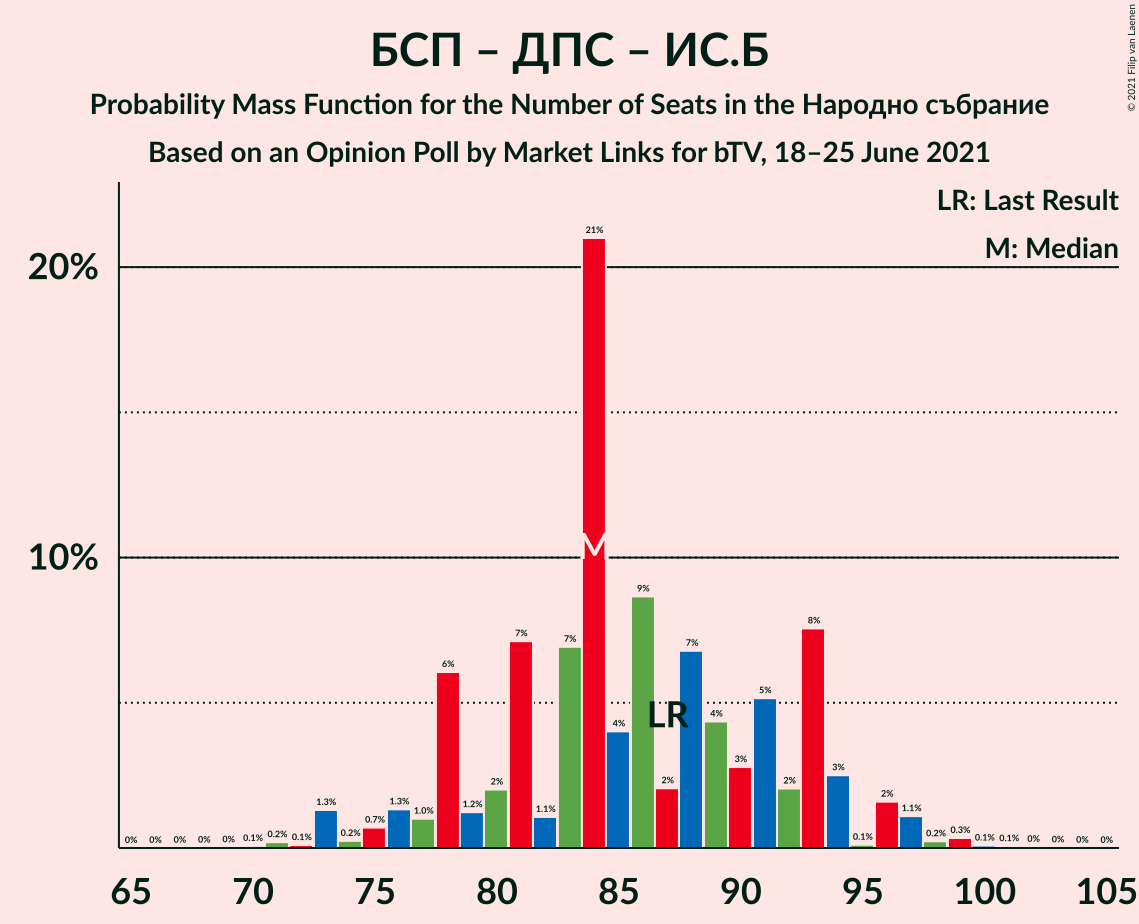 БСП – ДПС – ИС.Б
Probability Mass Function for the Number of Seats in the Народно събрание
Based on an Opinion Poll by Market Links for bTV, 18–25 June 2021
© 2021 Filip van Laenen
LR: Last Result
M: Median
20%
10%
0% 0% 0% 0% 0% 0.1% 0.2% 0.1% 1.3% 0.2% 0.7% 1.3% 1.0% 6% 1.2% 2% 7% 1.1% 7% 21% 4% 9% 2% 7% 4% 3% 5% 2% 8% 3% 0.1% 2% 1.1% 0.2% 0.3% 0.1% 0.1% 0% 0% 0% 0%
M
LR
65 70 75 80 85 90 95 100 105